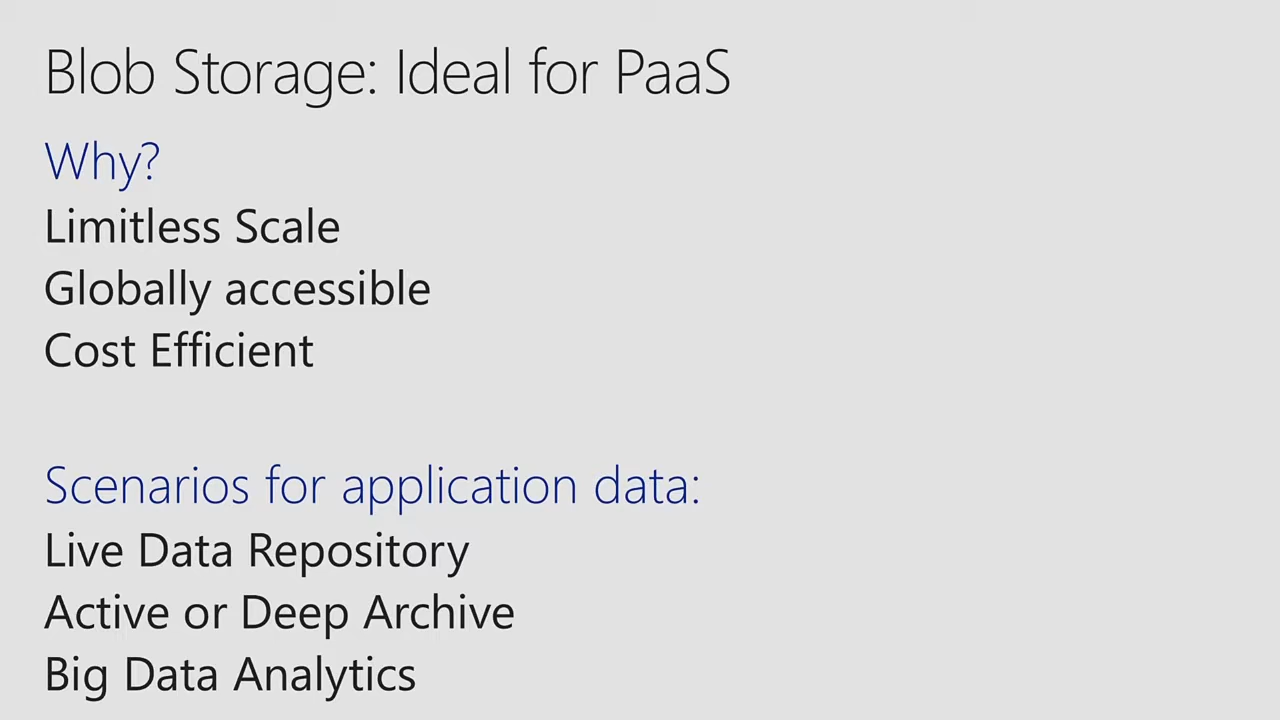 Blob Storage: Ideal for PaaS
Why?
Limitless Scale
Globally accessible
Cost Efficient
Scenarios for application data:
Live Data Repository
Active or Deep Archive
Big Data Analytics